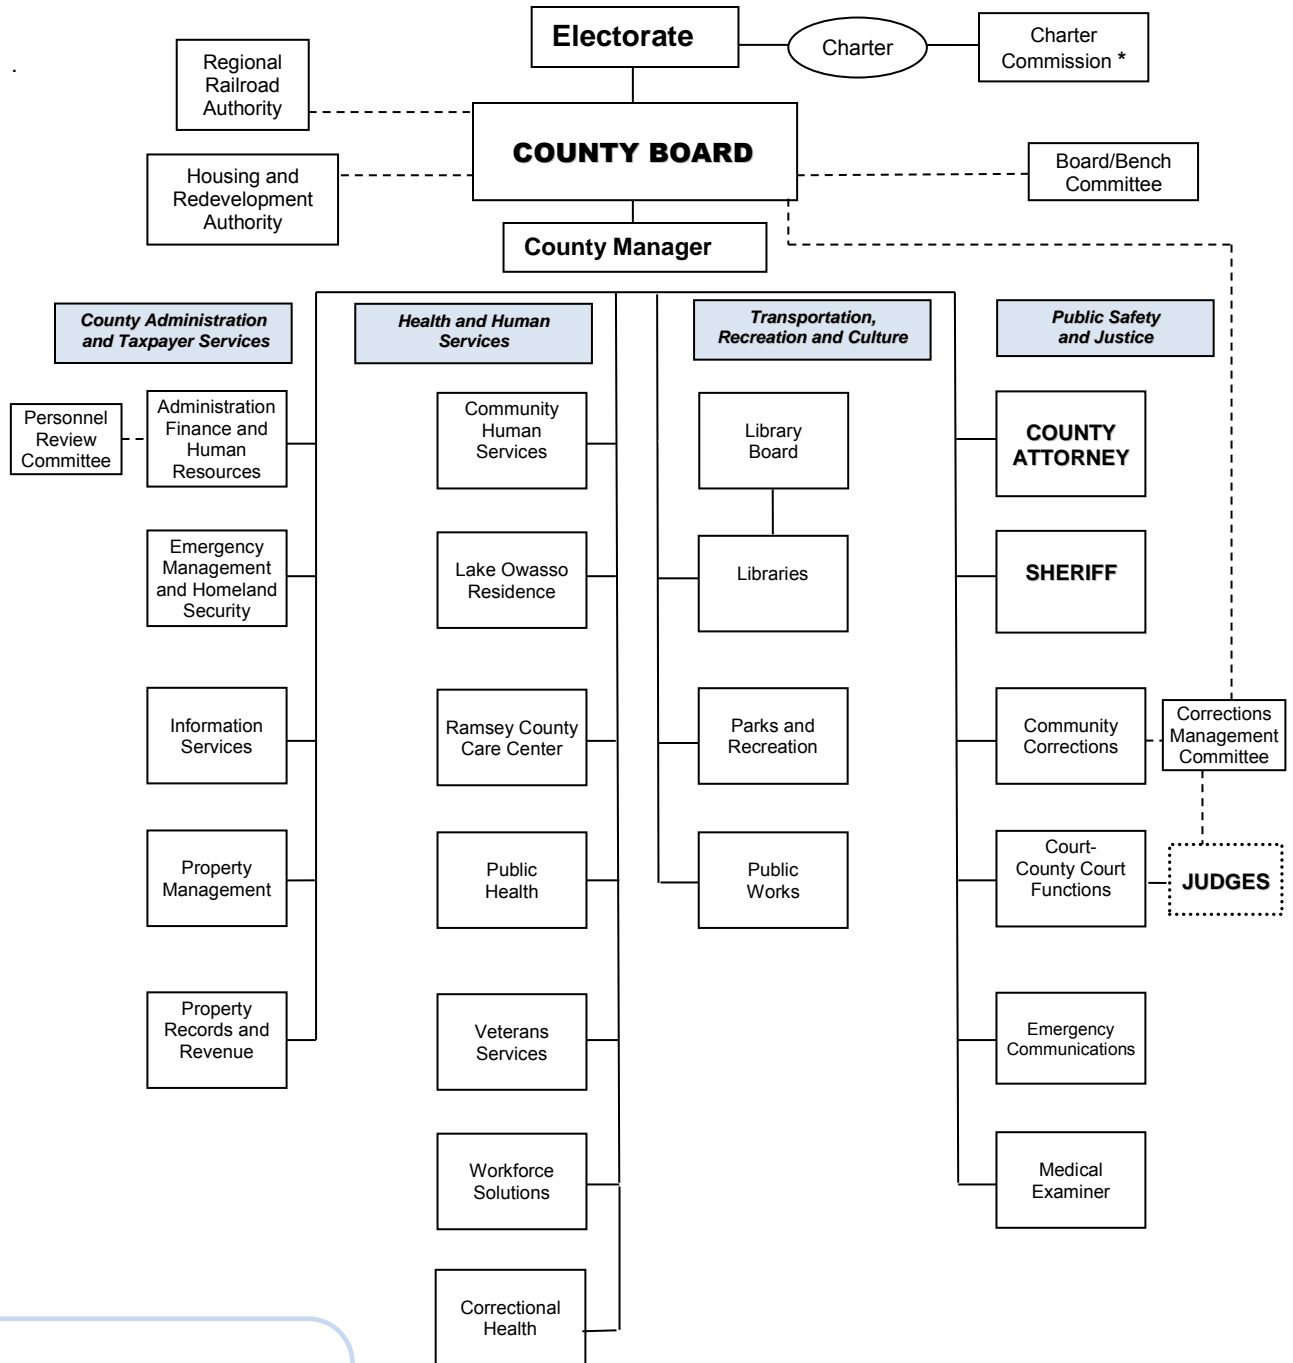 Electorate
Charter
Charter
Commission *
Regional
Railroad
Authority
.
COUNTY BOARD
Housing and
Redevelopment
Authority
Board/Bench
Committee
County Manager
County Administration
and Taxpayer Services
Health and Human
Services
Transportation,
Recreation and Culture
Public Safety
and Justice
Personnel
Review
Committee
Administration
Finance and
Human
Resources
Community
Human
Services
Library
Board
COUNTY
ATTORNEY
Emergency
Management
and Homeland
Security
Lake Owasso
Residence
Libraries
SHERIFF
Information
Services
Ramsey County
Care Center
Parks and
Recreation
Community
Corrections
Corrections
Management
Committee
Property
Management
Public
Health
Public
Works
Court-
County Court
Functions
JUDGES
Property
Records and
Revenue
Veterans
Services
Emergency
Communications
Workforce
Solutions
Medical
Examiner
Correctional
Health